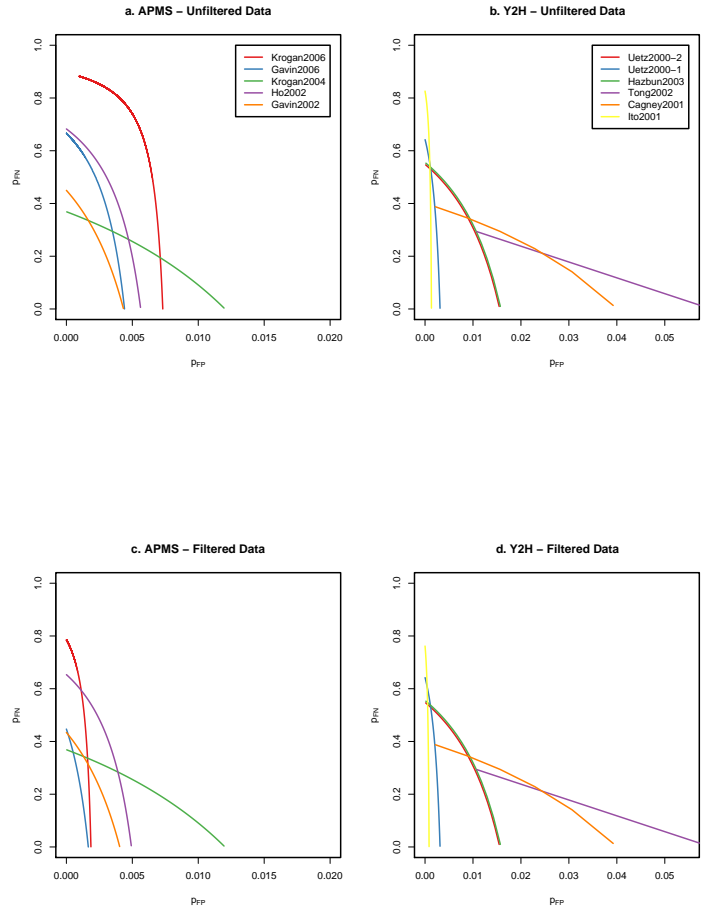 a. APMS – Unfiltered Data
1.0
0.8
0.6
0.4
0.2
0.0
pFN
Krogan2006
Gavin2006
Krogan2004
Ho2002
Gavin2002
0.000 0.005 0.010 0.015 0.020
pFP
b. Y2H – Unfiltered Data
1.0
0.8
0.6
0.4
0.2
0.0
pFN
Uetz2000–2
Uetz2000–1
Hazbun2003
Tong2002
Cagney2001
Ito2001
0.00 0.01 0.02 0.03 0.04 0.05
pFP
c. APMS – Filtered Data
1.0
0.8
0.6
0.4
0.2
0.0
pFN
0.000 0.005 0.010 0.015 0.020
pFP
d. Y2H – Filtered Data
1.0
0.8
0.6
0.4
0.2
0.0
pFN
0.00 0.01 0.02 0.03 0.04 0.05
pFP